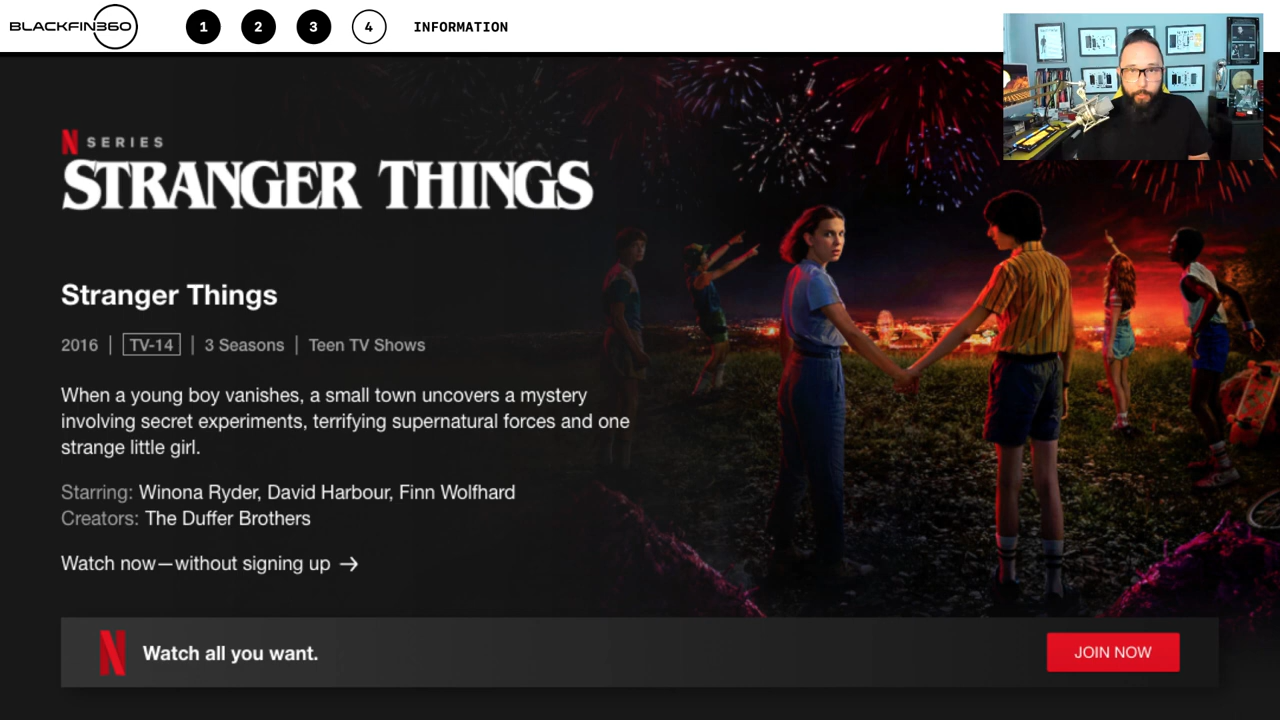 BLACKFIN360
1 2 3 4 INFORMATION
N SERIES
STRANGER THINGS
Stranger Things
2016 | TV-14 | 3 Seasons | Teen TV Shows
When a young boy vanishes, a small town uncovers a mystery
involving secret experiments, terrifying supernatural forces and one
strange little girl.
Starring: Winona Ryder, David Harbour, Finn Wolfhard
Creators: The Duffer Brothers
Watch now—without signing up →
N Watch all you want.
JOIN NOW